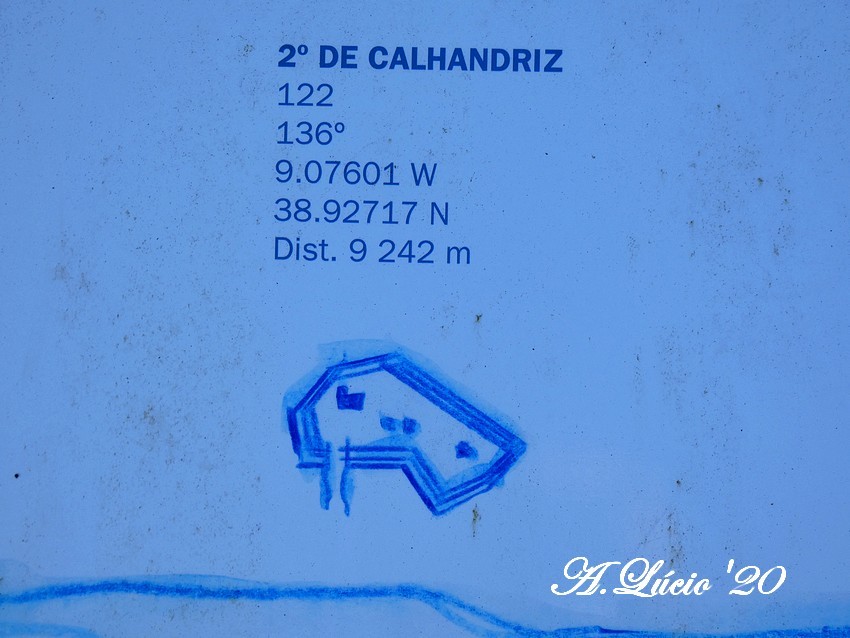 2º DE CALHANDRIZ
122
136º
9.07601 W
38.92717 N
Dist. 9 242 m
A. Lúcio '20